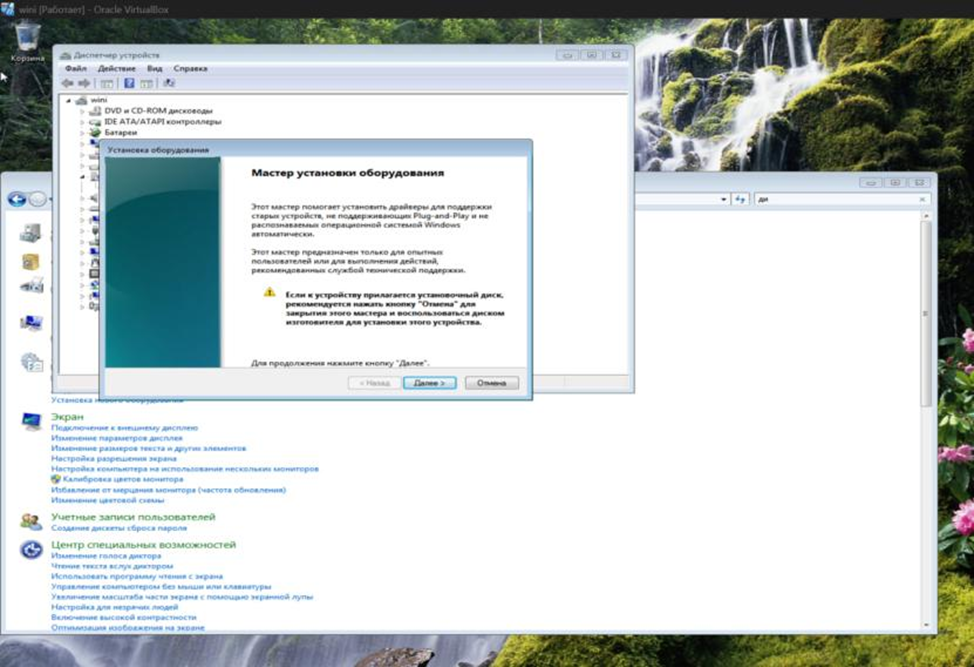 wini [Работает] - Oracle VirtualBox
Корзина
Диспетчер устройств
Файл Действие Вид Справка
wini
DVD и CD-ROM дисководы
IDE ATA/ATAPI контроллеры
Батареи
Установка оборудования
Мастер установки оборудования
Этот мастер помогает установить драйверы для поддержки
старых устройств, не поддерживающих Plug-and-Play и не
распознаваемых операционной системой Windows
автоматически.
Этот мастер предназначен только для опытных
пользователей или для выполнения действий,
рекомендованных службой технической поддержки.
Если к устройству прилагается установочный диск,
рекомендуется нажать кнопку "Отмена" для
закрытия этого мастера и воспользоваться диском
изготовителя для установки этого устройства.
Для продолжения нажмите кнопку "Далее".
< Назад Далее > Отмена
ди
Установка нового оборудования
Экран
Подключение к внешнему дисплею
Изменение параметров дисплея
Изменение размеров текста и других элементов
Настройка разрешения экрана
Настройка компьютера на использование нескольких мониторов
Калибровка цветов монитора
Избавление от мерцания монитора (частота обновления)
Изменение цветовой схемы
Учетные записи пользователей
Создание дискеты сброса пароля
Центр специальных возможностей
Изменение голоса диктора
Чтение текста вслух диктором
Использовать программу чтения с экрана
Управление компьютером без мыши или клавиатуры
Увеличение масштаба части экрана с помощью экранной лупы
Настройка для незрячих людей
Включение высокой контрастности
Оптимизация изображения на экране